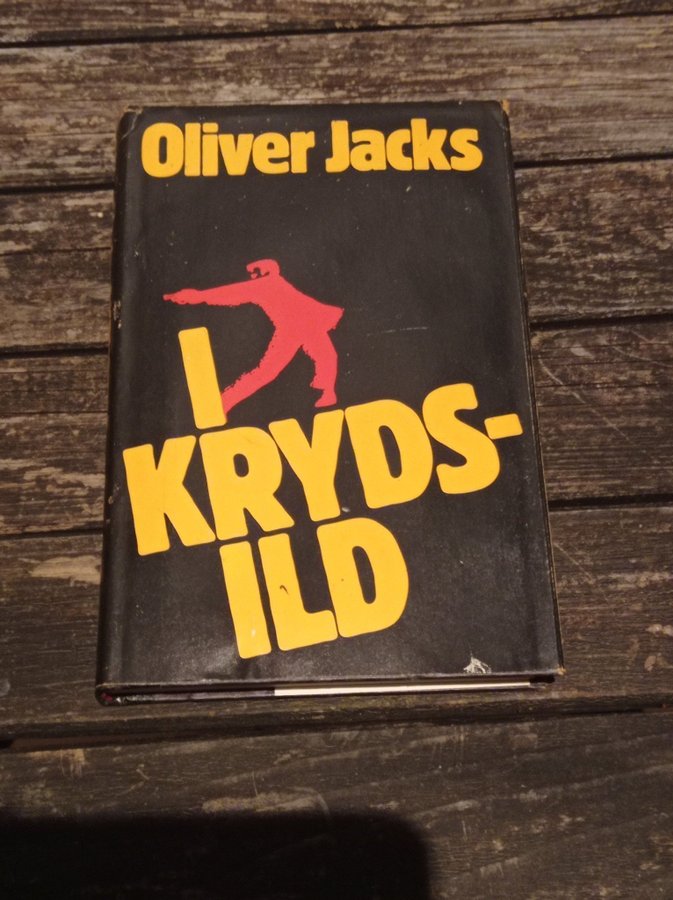 Oliver Jacks
I
KRYDS-
ILD